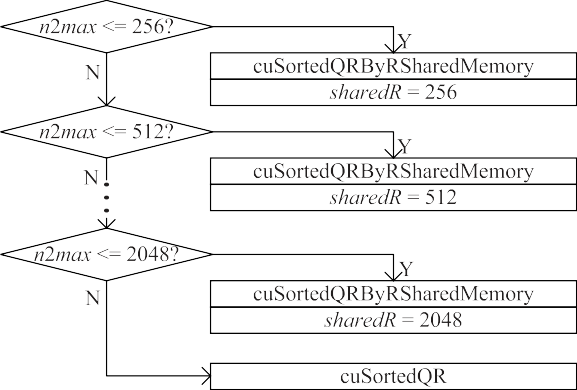 n2max <= 256?
Y
N
cuSortedQRByRSharedMemory
sharedR = 256
n2max <= 512?
Y
N
cuSortedQRByRSharedMemory
sharedR = 512
n2max <= 2048?
Y
N
cuSortedQRByRSharedMemory
sharedR = 2048
cuSortedQR